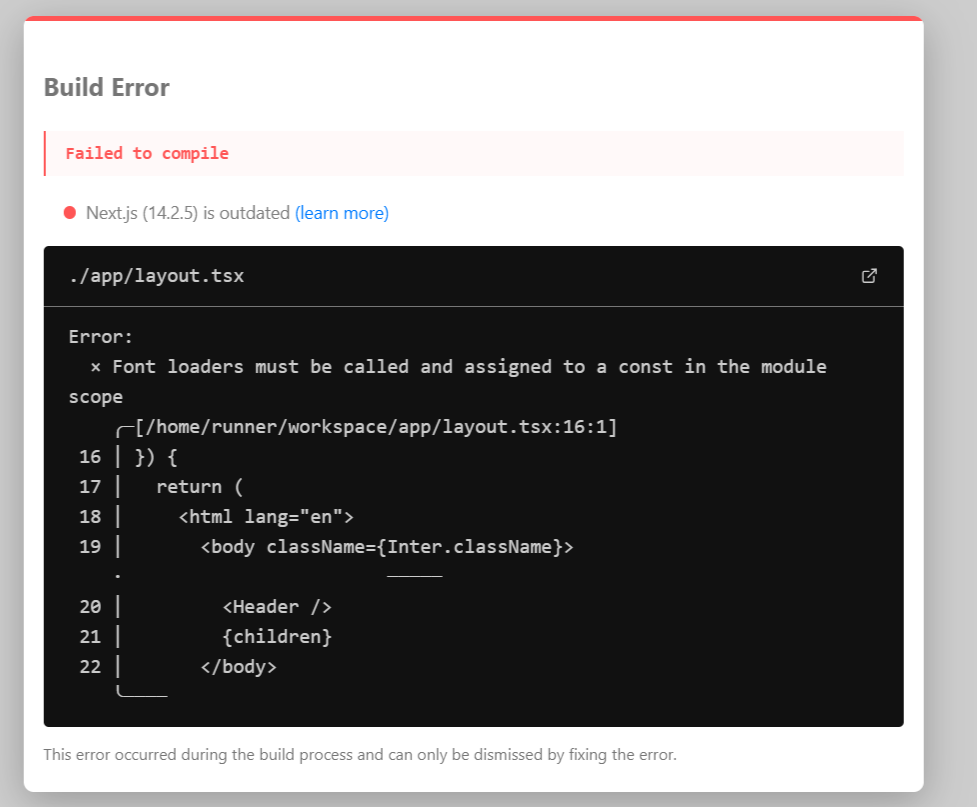 Build Error
Failed to compile
Next.js (14.2.5) is outdated (learn more)
./app/layout.tsx
Error:
  × Font loaders must be called and assigned to a const in the module
scope
    ╭─[/home/runner/workspace/app/layout.tsx:16:1]
 16 │ }) {
 17 │   return (
 18 │     <html lang="en">
 19 │       <body className={Inter.className}>
    ·                        ─────
 20 │         <Header />
 21 │         {children}
 22 │       </body>
    ╰────
This error occurred during the build process and can only be dismissed by fixing the error.